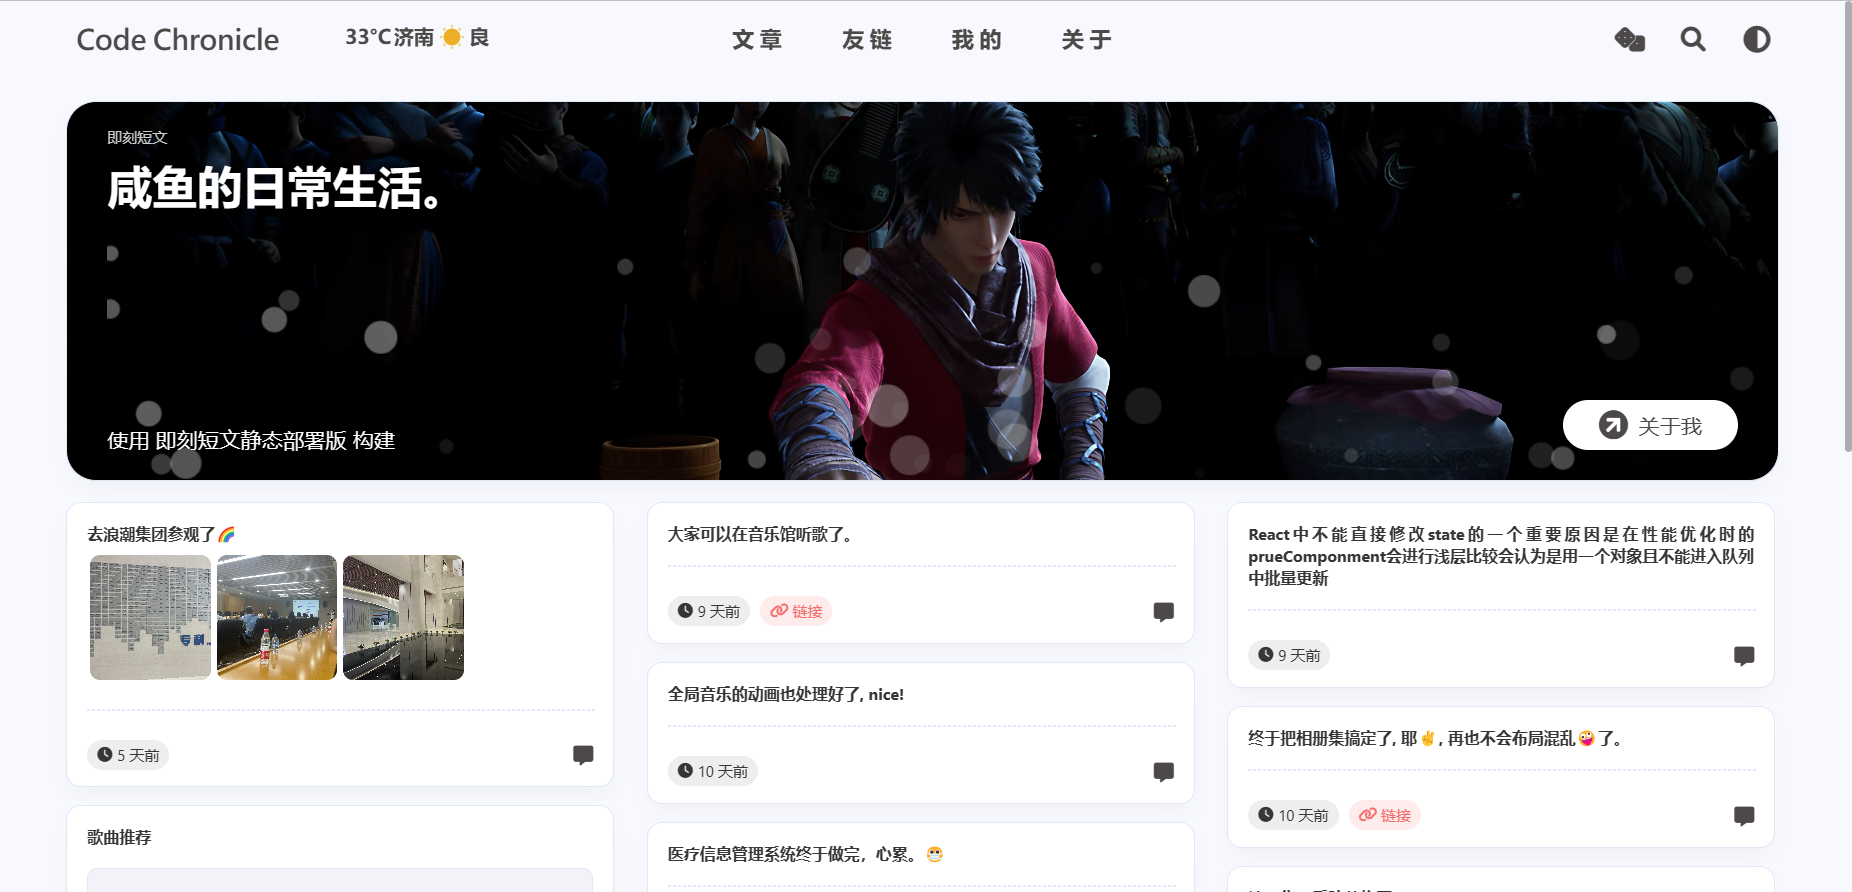 Code Chronicle
33°C济南 良
文章
友链
我的
关于
即刻短文
咸鱼的日常生活。
使用 即刻短文静态部署版 构建
关于我
去浪潮集团参观了🌈
专利
5 天前
歌曲推荐
大家可以在音乐馆听歌了。
9 天前
链接
全局音乐的动画也处理好了, nice!
10 天前
医疗信息管理系统终于做完，心累。😷
React中不能直接修改state的一个重要原因是在性能优化时的
prueComponment会进行浅层比较会认为是用一个对象且不能进入队列
中批量更新
9 天前
终于把相册集搞定了, 耶✌️, 再也不会布局混乱🤪了。
10 天前
链接